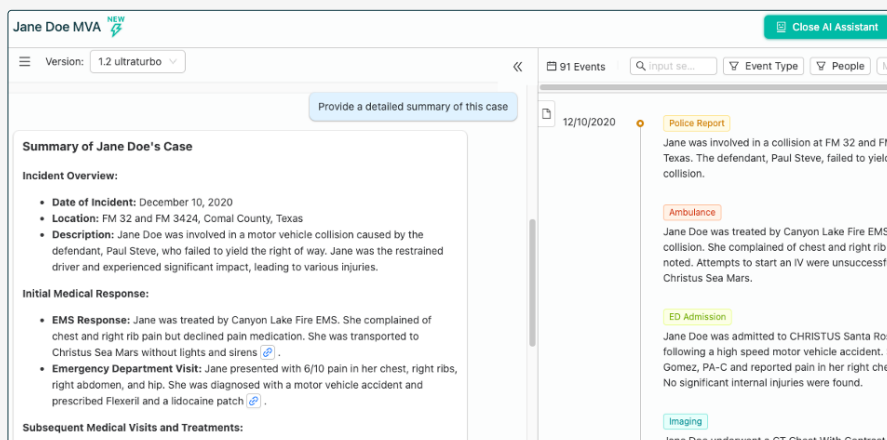 Jane Doe MVA NEW
Close AI Assistant
Version: 1.2 ultraturbo
91 Events
input se...
Event Type
People
Provide a detailed summary of this case
Summary of Jane Doe's Case
Incident Overview:
• Date of Incident: December 10, 2020
• Location: FM 32 and FM 3424, Comal County, Texas
• Description: Jane Doe was involved in a motor vehicle collision caused by the
defendant, Paul Steve, who failed to yield the right of way. Jane was the restrained
driver and experienced significant impact, leading to various injuries.
Initial Medical Response:
• EMS Response: Jane was treated by Canyon Lake Fire EMS. She complained of
chest and right rib pain but declined pain medication. She was transported to
Christus Sea Mars without lights and sirens .
• Emergency Department Visit: Jane presented with 6/10 pain in her chest, right ribs,
right abdomen, and hip. She was diagnosed with a motor vehicle accident and
prescribed Flexeril and a lidocaine patch .
Subsequent Medical Visits and Treatments:
12/10/2020
Police Report
Jane was involved in a collision at FM 32 and FM
Texas. The defendant, Paul Steve, failed to yield
collision.
Ambulance
Jane Doe was treated by Canyon Lake Fire EMS
collision. She complained of chest and right rib
noted. Attempts to start an IV were unsuccessf
Christus Sea Mars.
ED Admission
Jane Doe was admitted to CHRISTUS Santa Ro
following a high speed motor vehicle accident.
Gomez, PA-C and reported pain in her right che
No significant internal injuries were found.
Imaging
Jane Doe underwent a CT Chest With Contrast